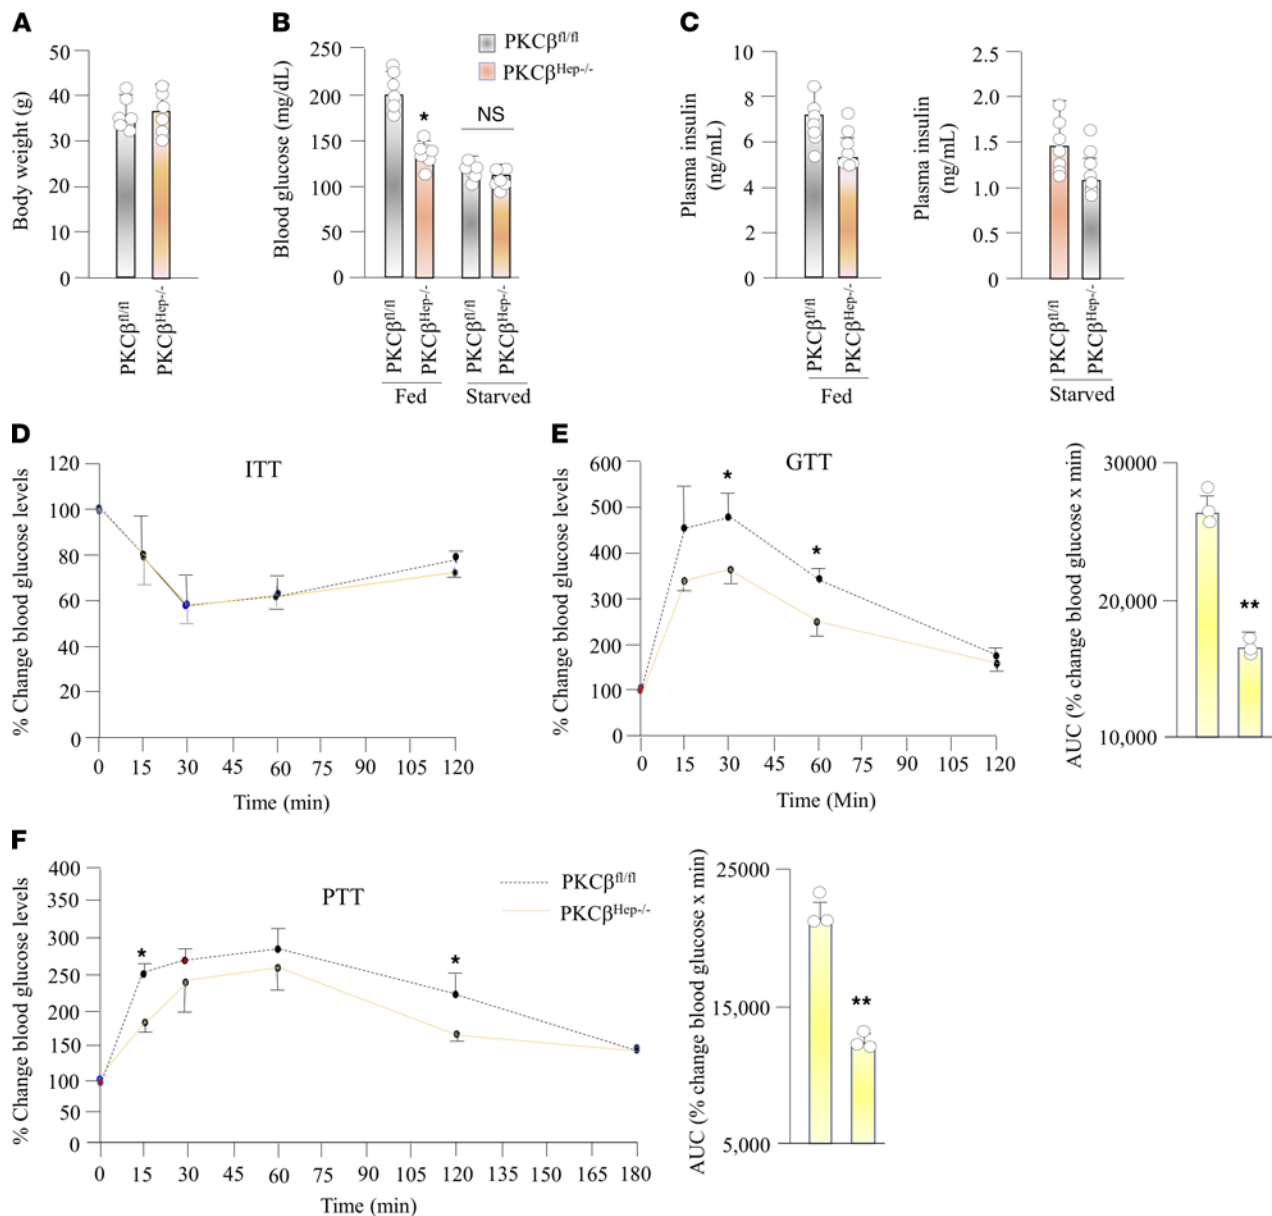 A
Body weight (g)
50
40
30
20
10
0
PKCβfl/fl
PKCβHep-/-
B
Blood glucose (mg/dL)
250
200
150
100
50
0
PKCβfl/fl
PKCβHep-/-
*
NS
PKCβfl/fl
PKCβHep-/-
PKCβfl/fl
PKCβHep-/-
Fed
Starved
C
Plasma insulin
(ng/mL)
10
8
6
4
2
0
PKCβfl/fl
PKCβHep-/-
Fed
Plasma insulin
(ng/mL)
2.5
2.0
1.5
1.0
0.5
0
PKCβfl/fl
PKCβHep-/-
Starved
D
ITT
% Change blood glucose levels
120
100
80
60
40
20
0
0 15 30 45 60 75 90 105 120
Time (min)
E
GTT
% Change blood glucose levels
600
500
400
300
200
100
0
*
*
0 15 30 45 60 75 90 105 120
Time (Min)
AUC (% change blood glucose x min)
30000
20,000
10,000
**
F
PTT
% Change blood glucose levels
400
350
300
250
200
150
100
50
0
*
*
PKCβfl/fl
PKCβHep-/-
0 15 30 45 60 75 90 105 120 135 150 165 180
Time (min)
AUC (% change blood glucose x min)
25000
15,000
5,000
**